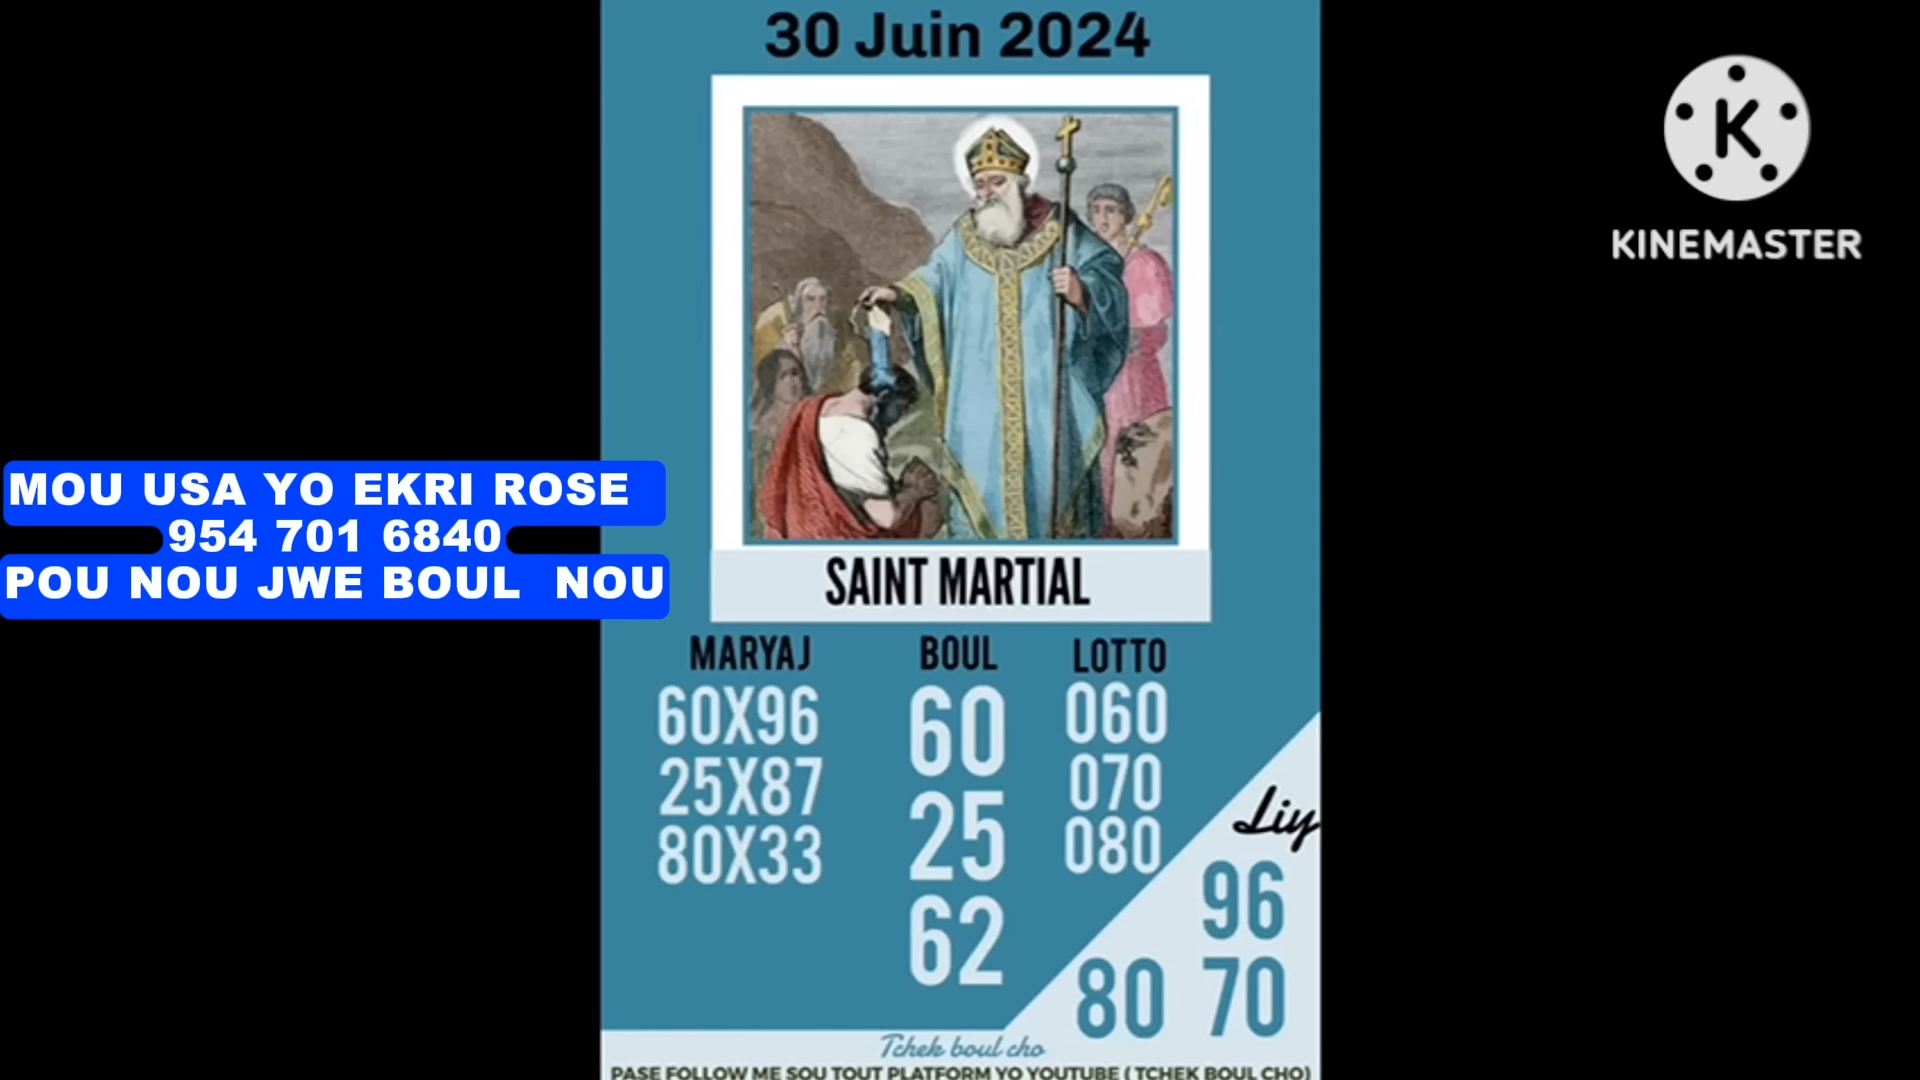 30 Juin 2024
K
KINEMASTER
MOU USA YO EKRI ROSE
954 701 6840
POU NOU JWE BOUL NOU
SAINT MARTIAL
MARYAJ
60X96
25X87
80X33
BOUL
60
25
62
LOTTO
060
070
080
Liy
96
80 70
Tchek boul cho
PASE FOLLOW ME SOU TOUT PLATFORM YO YOUTUBE ( TCHEK BOUL CHO)